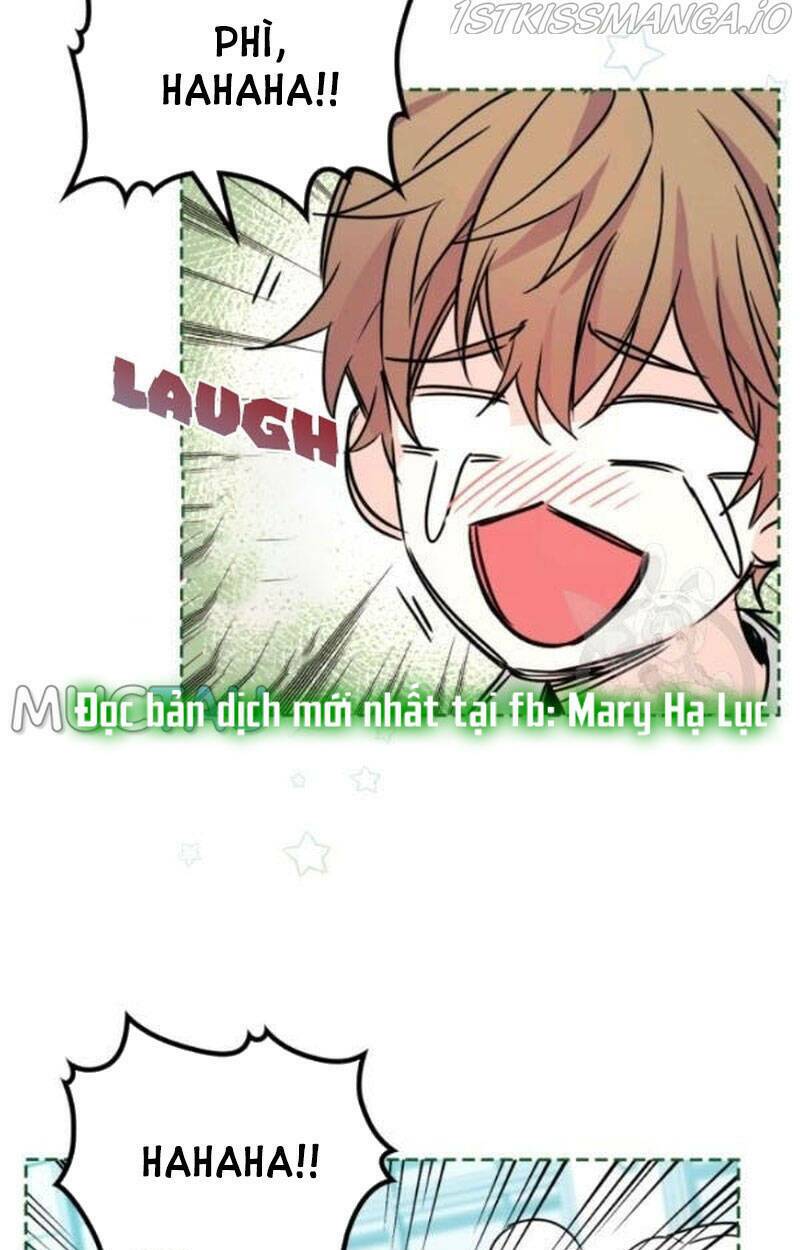 1STKISSMANGA.IO
PHÌ,
HAHAHA!!
LAUGH
Đọc bản dịch mới nhất tại fb: Mary Hạ Lục
HAHAHA!!